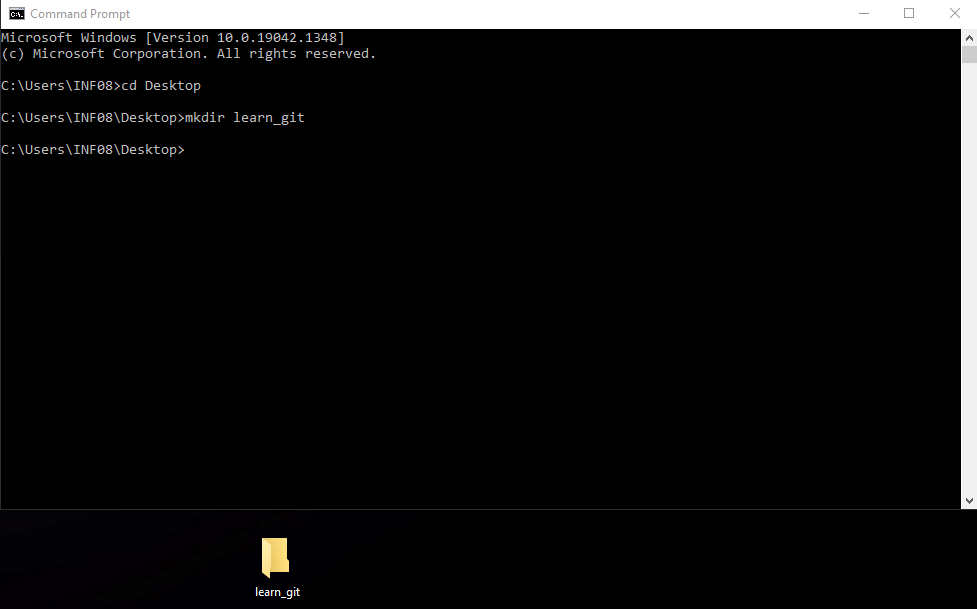 Command Prompt
Microsoft Windows [Version 10.0.19042.1348]
(c) Microsoft Corporation. All rights reserved.
C:\Users\INF08>cd Desktop
C:\Users\INF08\Desktop>mkdir learn_git
C:\Users\INF08\Desktop>
learn_git